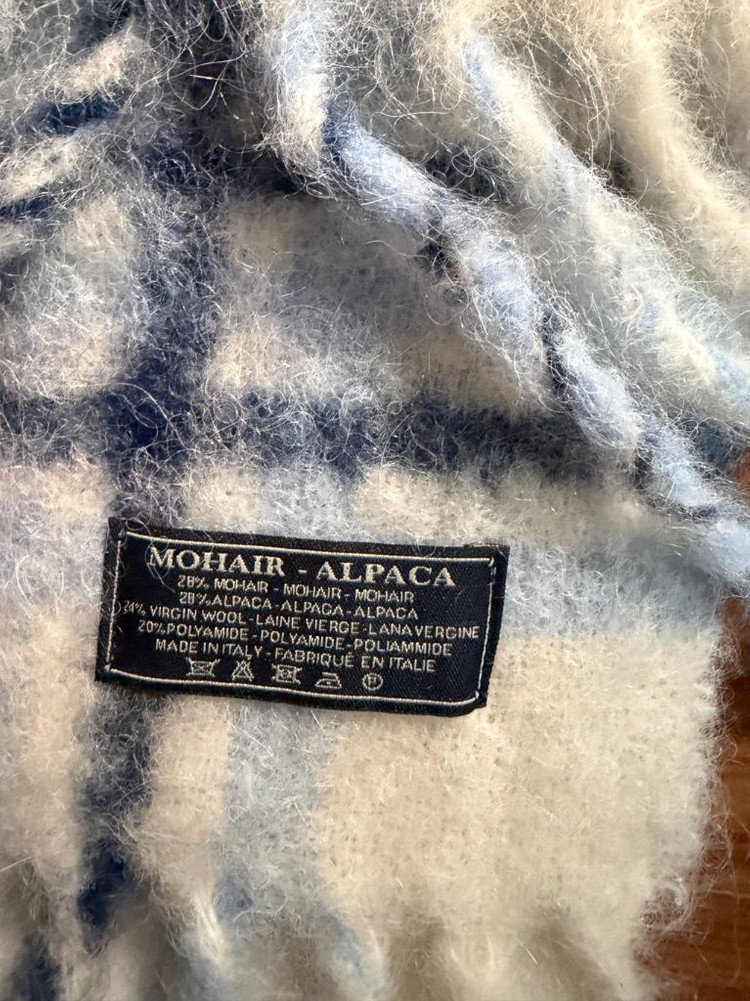 MOHAIR - ALPACA
28% MOHAIR - MOHAIR - MOHAIR
28% ALPACA - ALPACA - ALPACA
24% VIRGIN WOOL - LAINE VIERGE - LANA VERGINE
20% POLYAMIDE - POLYAMIDE - POLIAMMIDE
MADE IN ITALY - FABRIQUÉ EN ITALIE
P